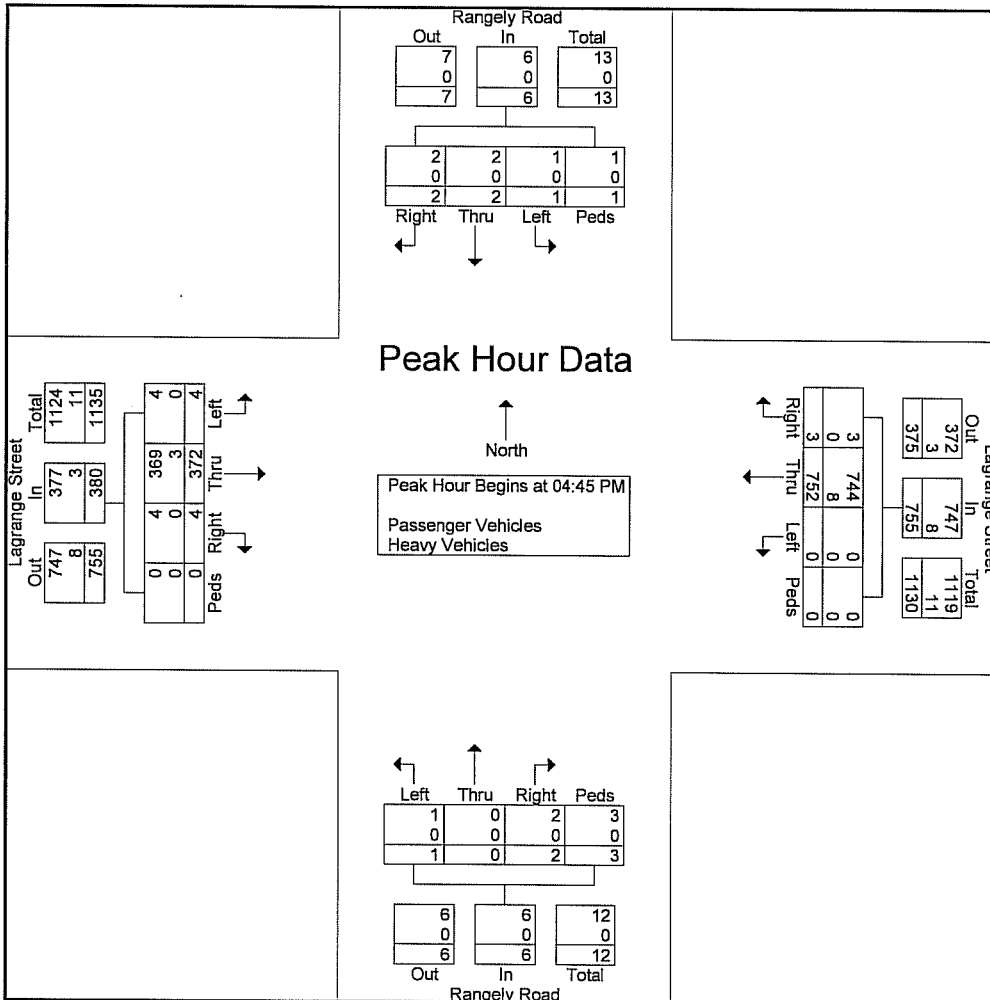 Rangely Road
Out In Total
7 6 13
0 0 0
7 6 13
2 2 1 1
0 0 0 0
2 2 1 1
Right Thru Left Peds
Peak Hour Data
North
Peak Hour Begins at 04:45 PM
Passenger Vehicles
Heavy Vehicles
Lagrange Street
Total In Out
1124 377 747
11 3 8
1135 380 755
4 369 4 0
0 3 0 0
4 372 4 0
Left Thru Right Peds
Lagrange Street
Out In Total
372 747 1119
3 8 11
375 755 1130
3 744 0 0
0 8 0 0
3 752 0 0
Right Thru Left Peds
Left Thru Right Peds
1 0 2 3
0 0 0 0
1 0 2 3
6 6 12
0 0 0
6 6 12
Out In Total
Rangely Road